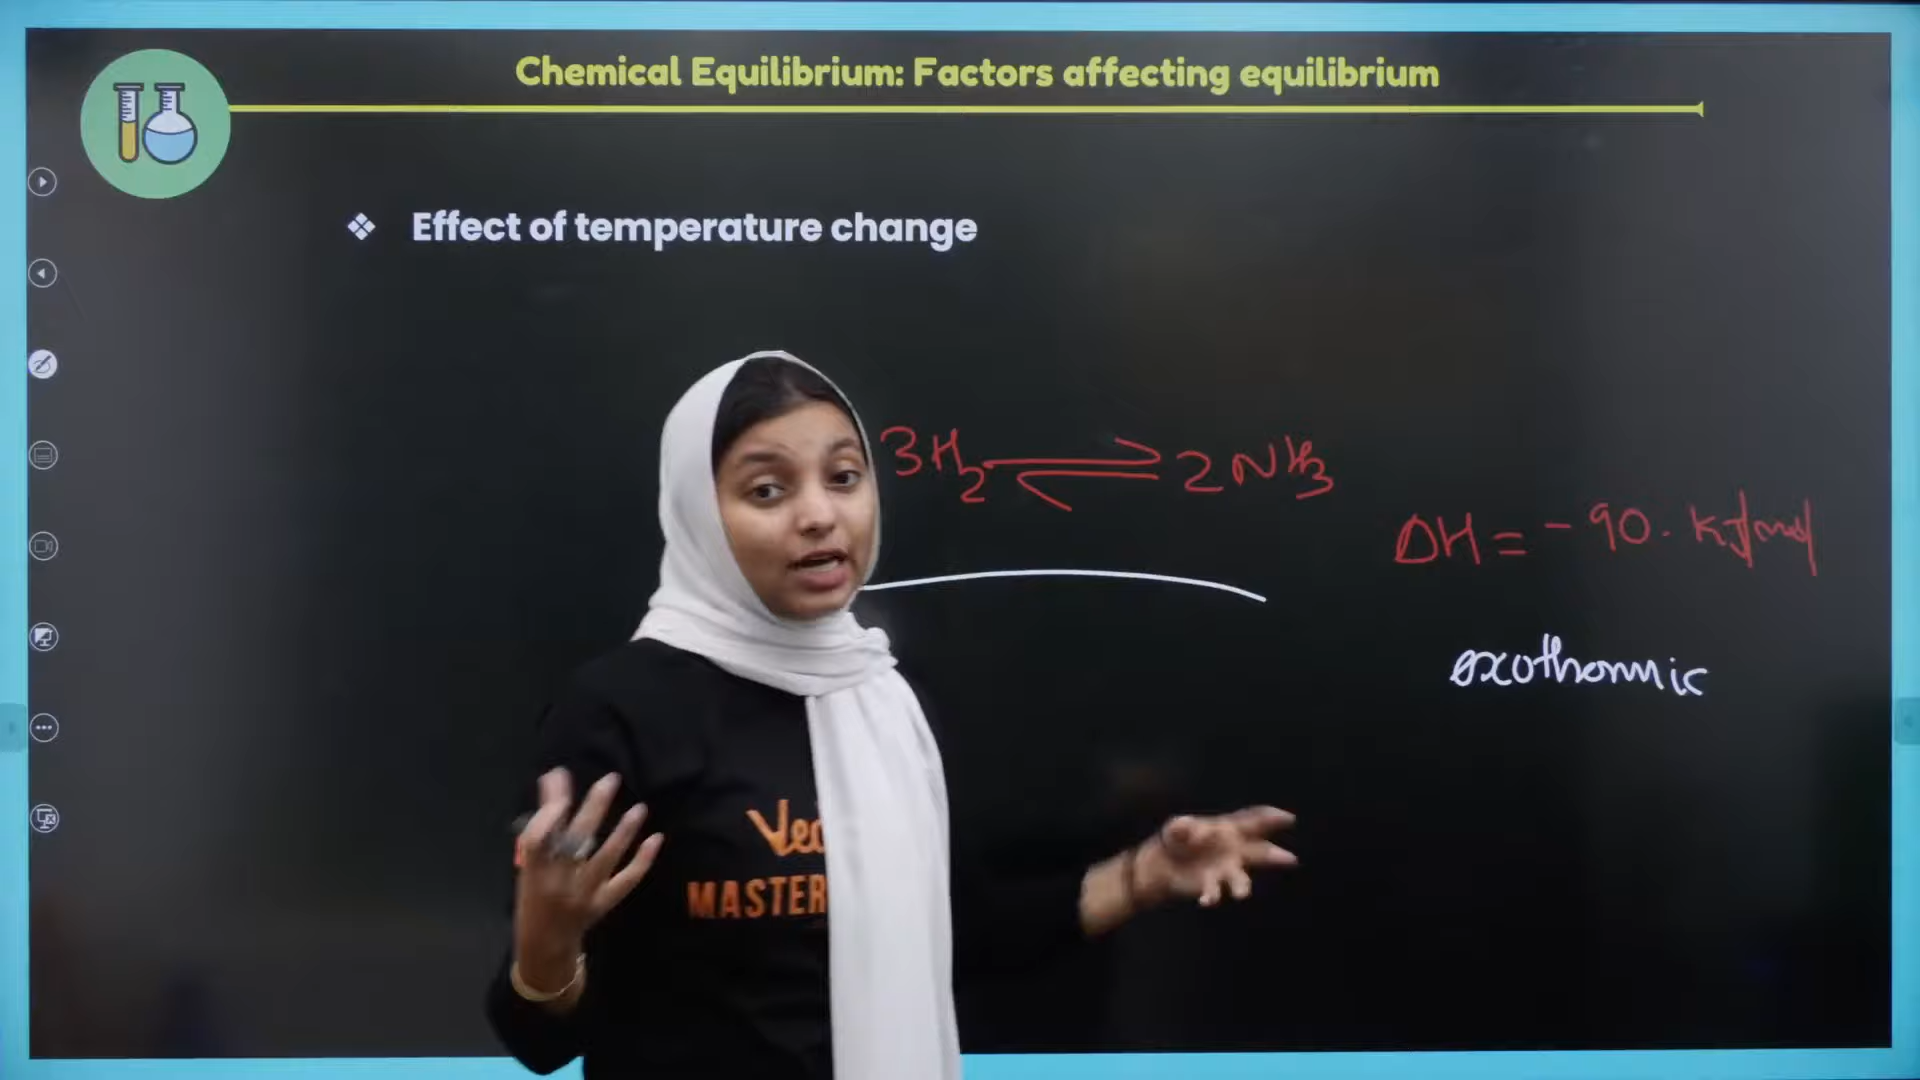 Chemical Equilibrium: Factors affecting equilibrium
❖ Effect of temperature change
3H₂ ⇌ 2NH₃
ΔH = -90. KJ/mol
exothermic
MASTER